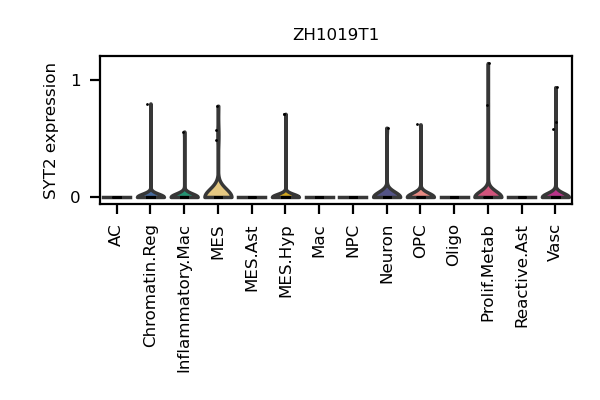 ZH1019T1
SYT2 expression
1
0
AC
Chromatin.Reg
Inflammatory.Mac
MES
MES.Ast
MES.Hyp
Mac
NPC
Neuron
OPC
Oligo
Prolif.Metab
Reactive.Ast
Vasc